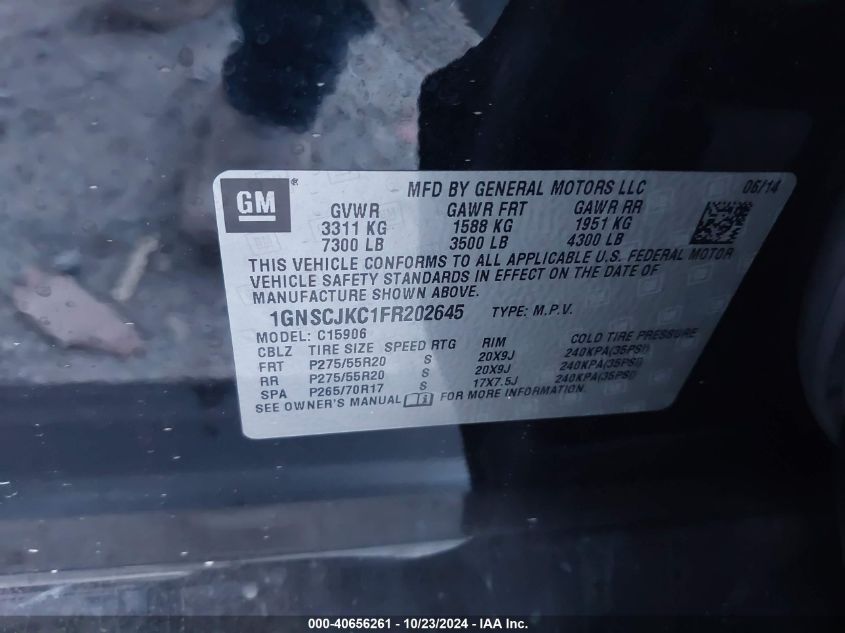 GM ® MFD BY GENERAL MOTORS LLC 06/14
GVWR GAWR FRT GAWR RR
3311 KG 1588 KG 1951 KG
7300 LB 3500 LB 4300 LB
THIS VEHICLE CONFORMS TO ALL APPLICABLE U.S. FEDERAL MOTOR
VEHICLE SAFETY STANDARDS IN EFFECT ON THE DATE OF
MANUFACTURE SHOWN ABOVE.
1GNSCJKC1FR202645 TYPE: M.P.V.
MODEL: C15906
CBLZ TIRE SIZE SPEED RTG RIM COLD TIRE PRESSURE
FRT P275/55R20 S 20X9J 240KPA(35PSI)
RR P275/55R20 S 20X9J 240KPA(35PSI)
SPA P265/70R17 S 17X7.5J 240KPA(35PSI)
SEE OWNER'S MANUAL FOR MORE INFORMATION.
000-40656261 - 10/23/2024 - IAA Inc.